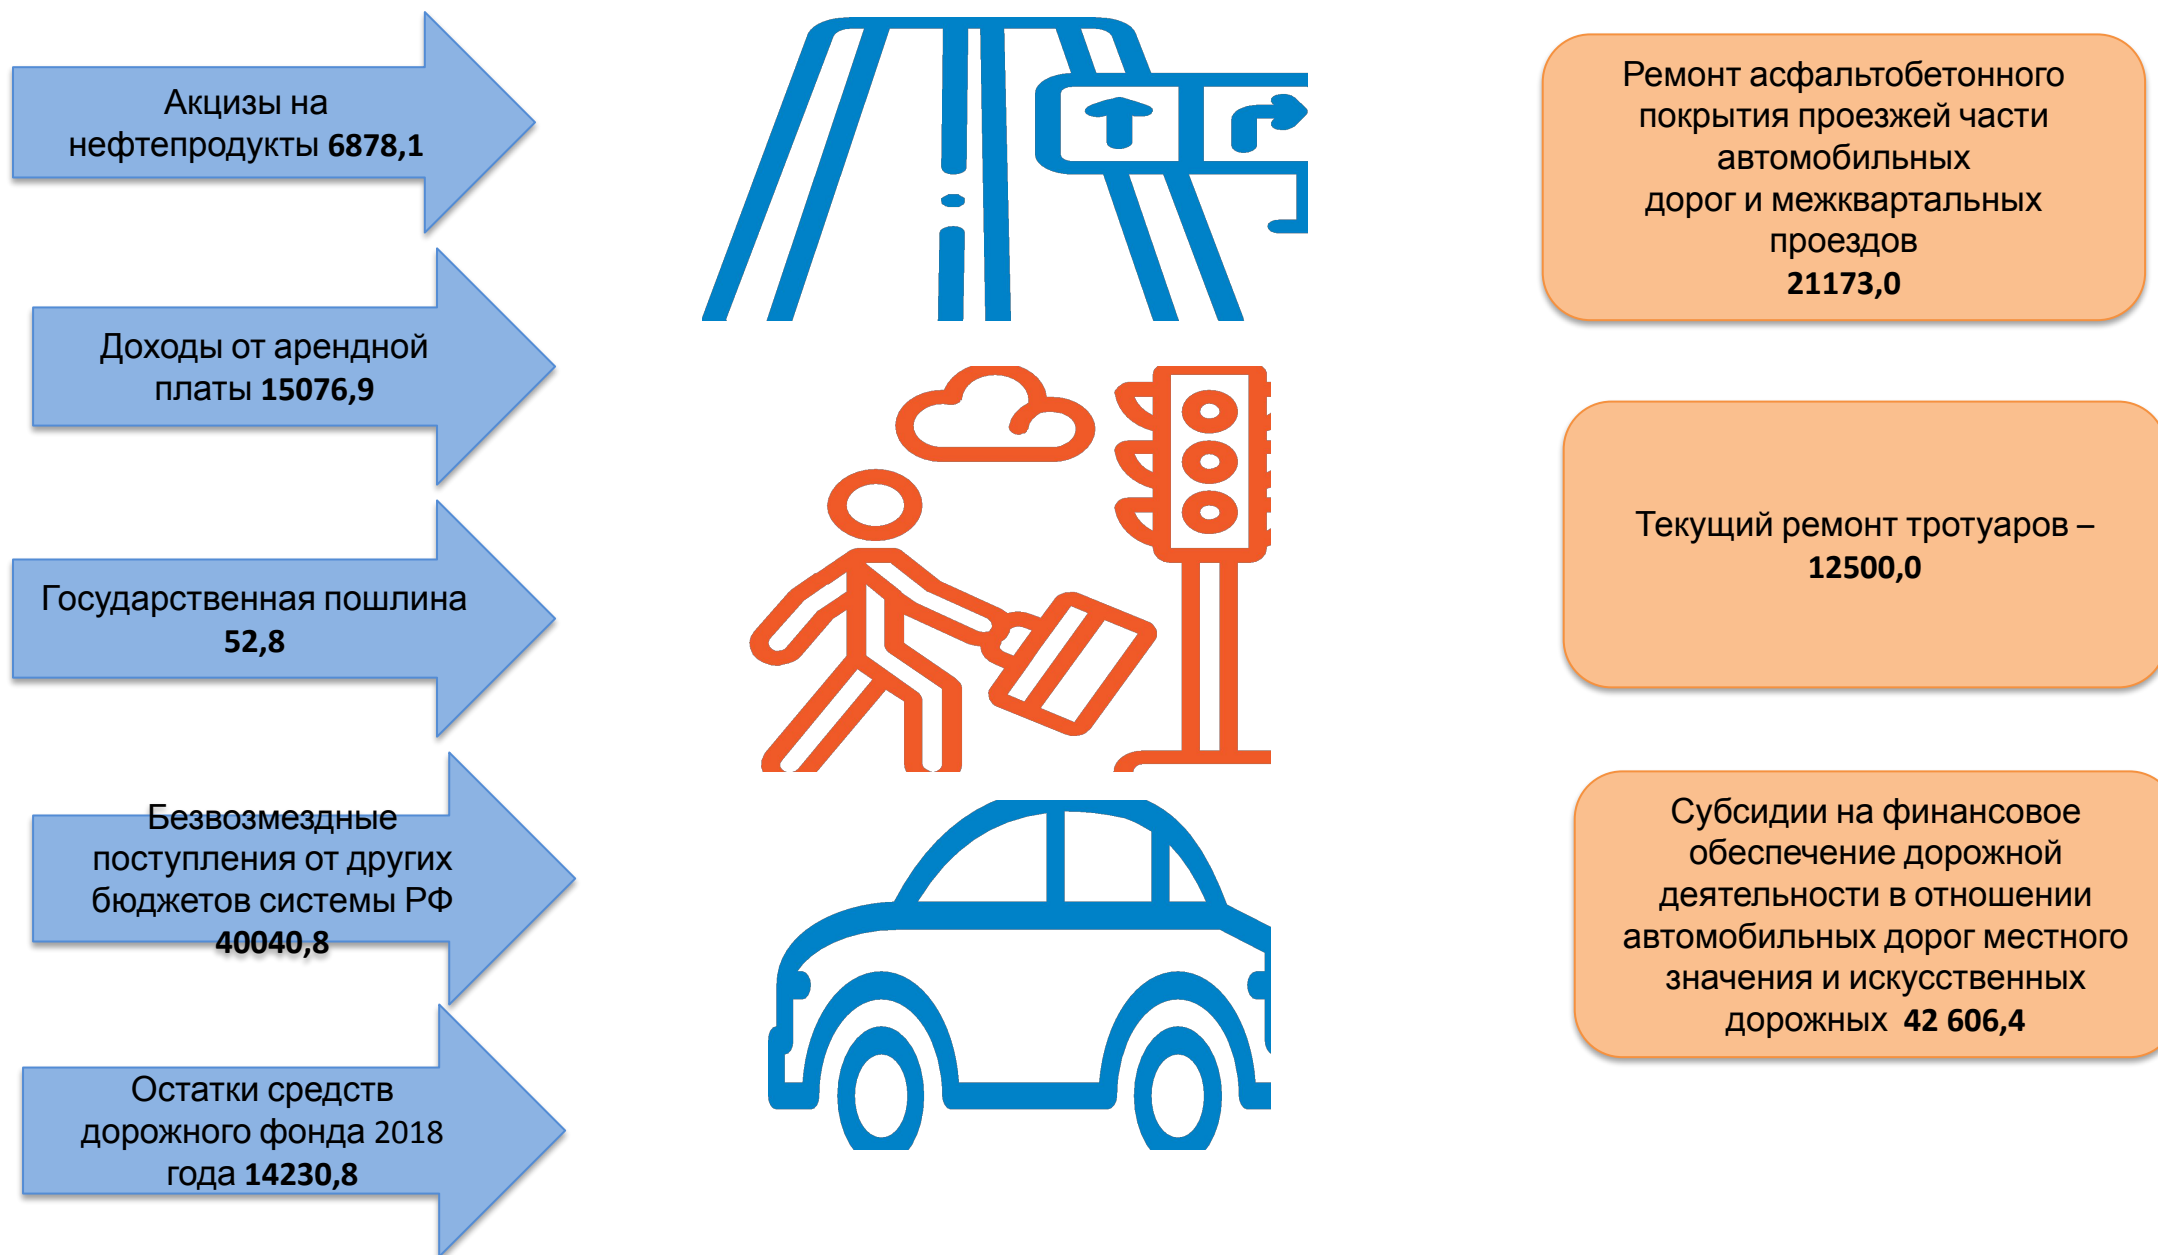 Акцизы на
нефтепродукты 6878,1
Доходы от арендной
платы 15076,9
Государственная пошлина
52,8
Безвозмездные
поступления от других
бюджетов системы РФ
40040,8
Остатки средств
дорожного фонда 2018
года 14230,8
Ремонт асфальтобетонного
покрытия проезжей части
автомобильных
дорог и межквартальных
проездов
21173,0
Текущий ремонт тротуаров –
12500,0
Субсидии на финансовое
обеспечение дорожной
деятельности в отношении
автомобильных дорог местного
значения и искусственных
дорожных 42 606,4